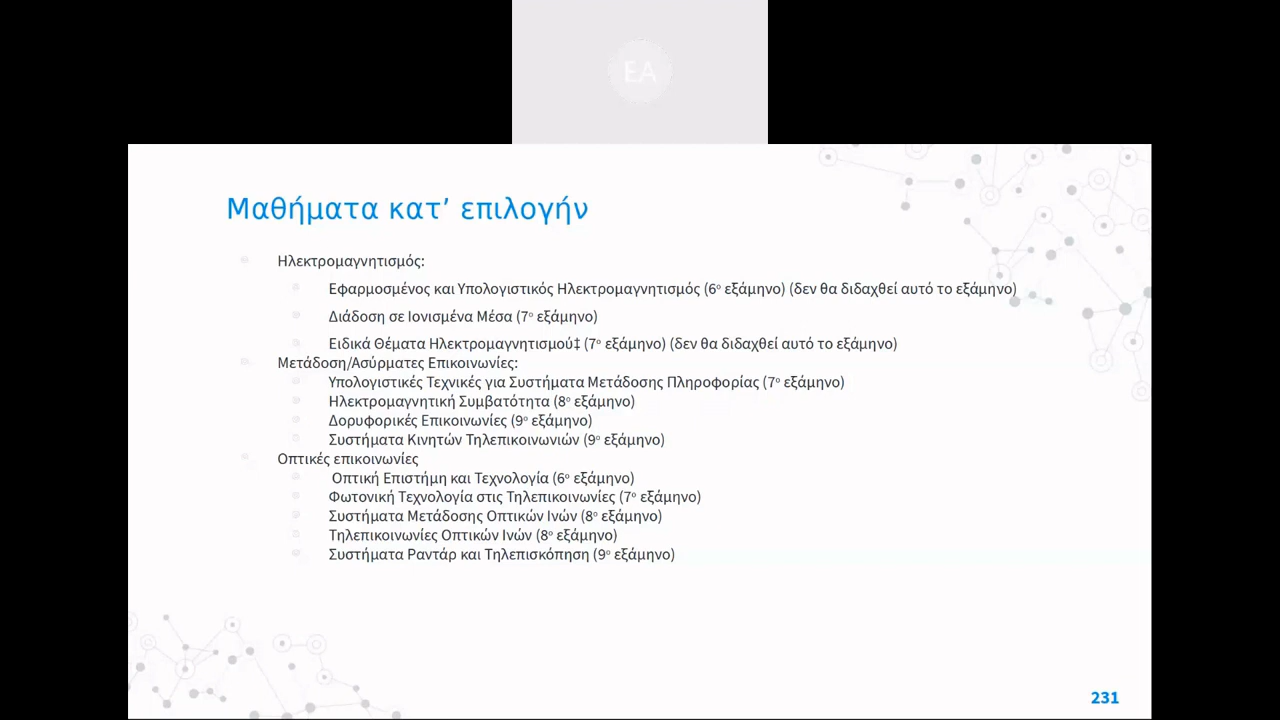 EA
Μαθήματα κατ’ επιλογήν
Ηλεκτρομαγνητισμός:
Εφαρμοσμένος και Υπολογιστικός Ηλεκτρομαγνητισμός (6ο εξάμηνο) (δεν θα διδαχθεί αυτό το εξάμηνο)
Διάδοση σε Ιονισμένα Μέσα (7ο εξάμηνο)
Ειδικά Θέματα Ηλεκτρομαγνητισμού‡ (7ο εξάμηνο) (δεν θα διδαχθεί αυτό το εξάμηνο)
Μετάδοση/Ασύρματες Επικοινωνίες:
Υπολογιστικές Τεχνικές για Συστήματα Μετάδοσης Πληροφορίας (7ο εξάμηνο)
Ηλεκτρομαγνητική Συμβατότητα (8ο εξάμηνο)
Δορυφορικές Επικοινωνίες (9ο εξάμηνο)
Συστήματα Κινητών Τηλεπικοινωνιών (9ο εξάμηνο)
Οπτικές επικοινωνίες
Οπτική Επιστήμη και Τεχνολογία (6ο εξάμηνο)
Φωτονική Τεχνολογία στις Τηλεπικοινωνίες (7ο εξάμηνο)
Συστήματα Μετάδοσης Οπτικών Ινών (8ο εξάμηνο)
Τηλεπικοινωνίες Οπτικών Ινών (8ο εξάμηνο)
Συστήματα Ραντάρ και Τηλεπισκόπηση (9ο εξάμηνο)
231